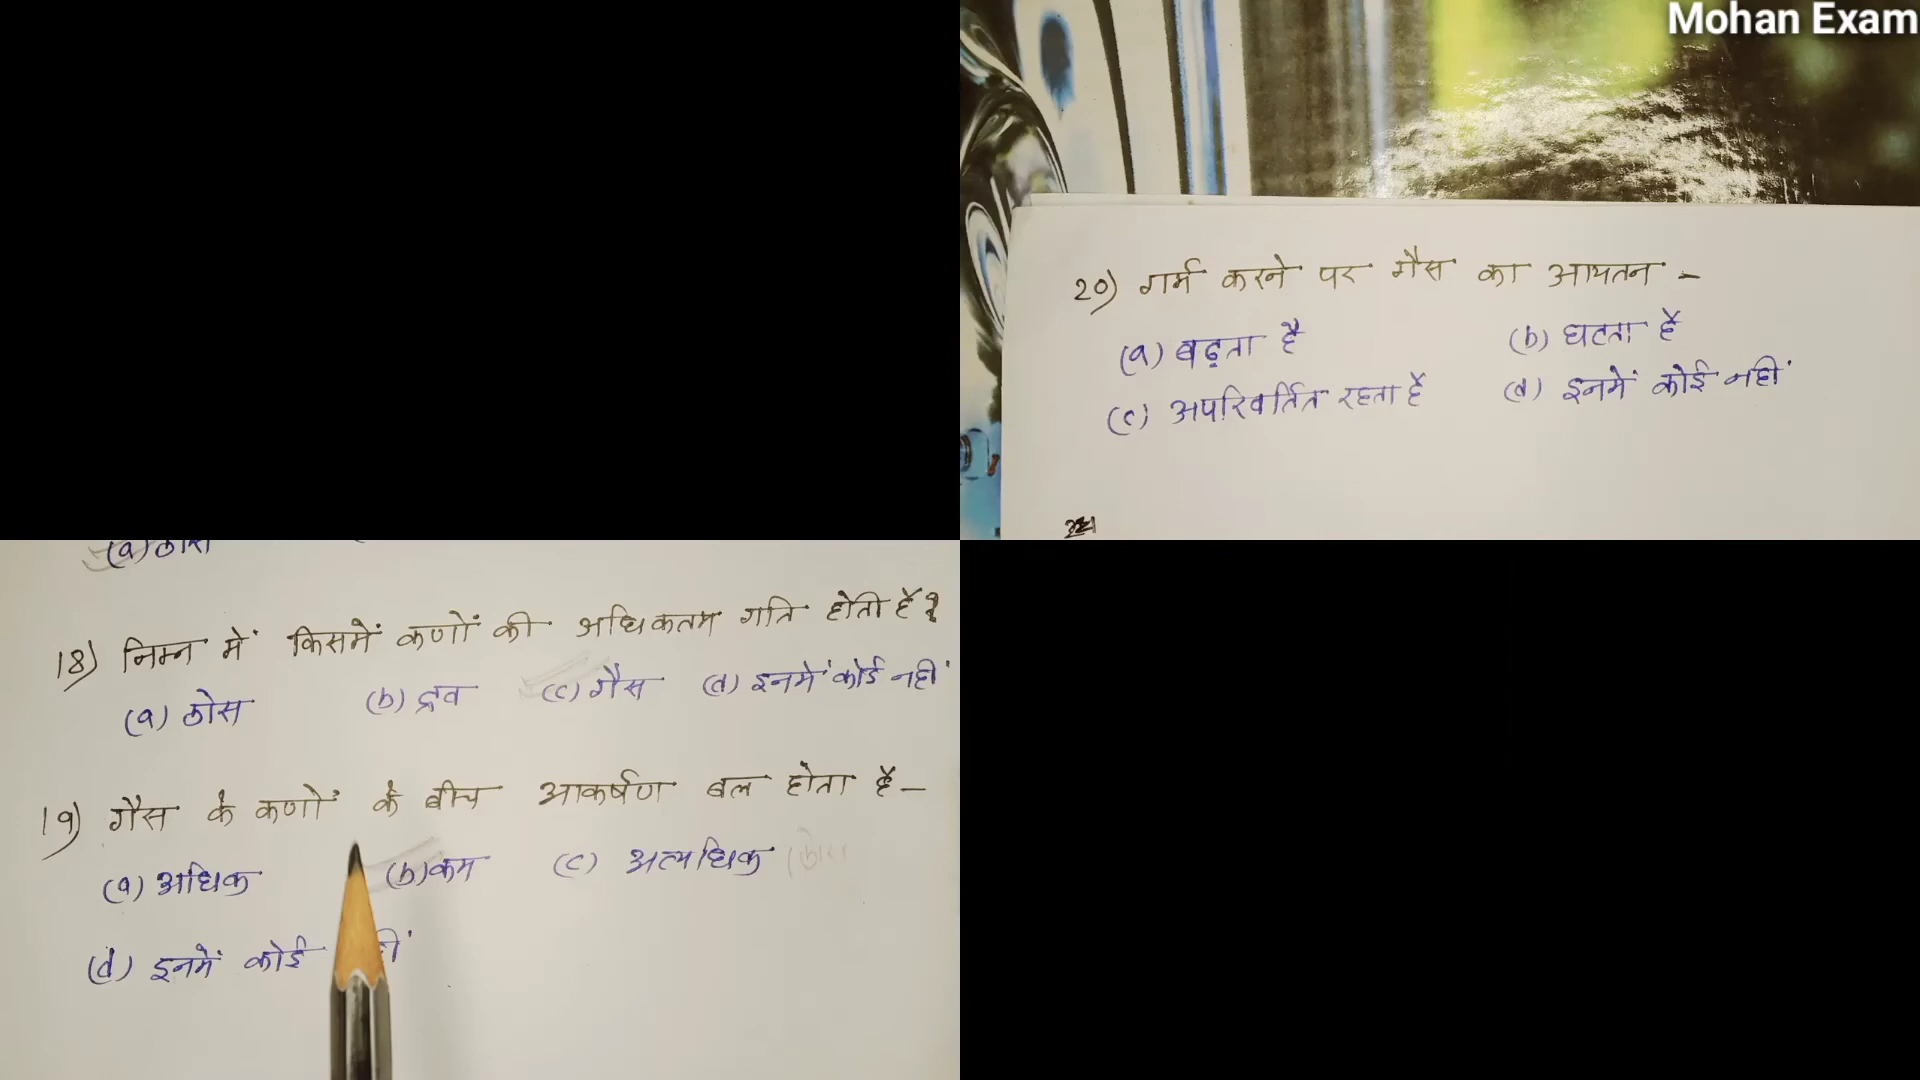 Mohan Exam
20) गर्म करने पर गैस का आयतन -
(a) बढ़ता है (b) घटता है
(c) अपरिवर्तित रहता है (d) इनमें कोई नहीं
(a) ठोस
18) निम्न में किसमें कणों की अधिकतम गति होती है?
(a) ठोस (b) द्रव (c) गैस (d) इनमें कोई नहीं
19) गैस के कणों के बीच आकर्षण बल होता है -
(a) अधिक (b) कम (c) अत्यधिक
(d) इनमें कोई